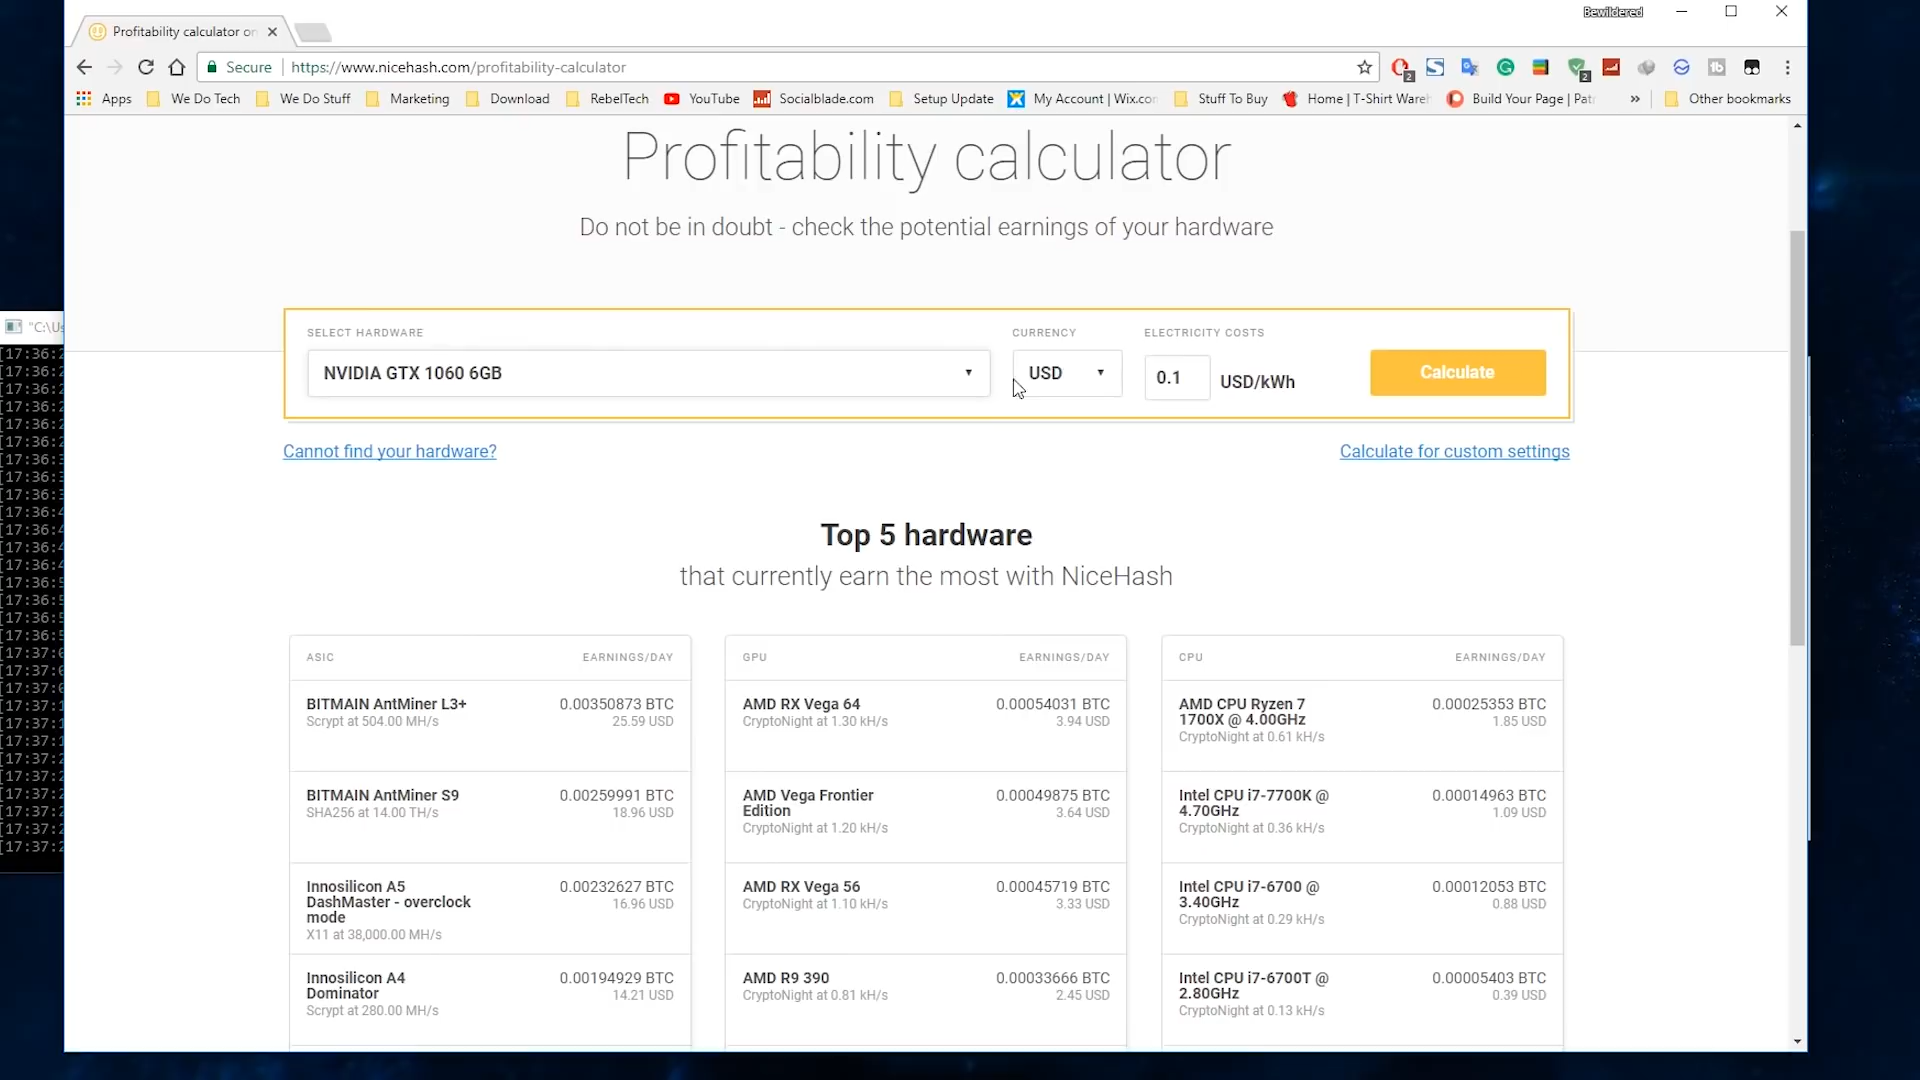 Bewildered
Profitability calculator on
Secure https://www.nicehash.com/profitability-calculator
2
2
Apps We Do Tech We Do Stuff Marketing Download RebelTech YouTube Socialblade.com Setup Update My Account | Wix.com Stuff To Buy Home | T-Shirt Wareh Build Your Page | Patr » Other bookmarks
Profitability calculator
Do not be in doubt - check the potential earnings of your hardware
"C:\Us
SELECT HARDWARE CURRENCY ELECTRICITY COSTS
NVIDIA GTX 1060 6GB USD 0.1 USD/kWh Calculate
Cannot find your hardware? Calculate for custom settings
Top 5 hardware
that currently earn the most with NiceHash
ASIC EARNINGS/DAY
BITMAIN AntMiner L3+ 0.00350873 BTC
Scrypt at 504.00 MH/s 25.59 USD
BITMAIN AntMiner S9 0.00259991 BTC
SHA256 at 14.00 TH/s 18.96 USD
Innosilicon A5 0.00232627 BTC
DashMaster - overclock 16.96 USD
mode
X11 at 38,000.00 MH/s
Innosilicon A4 0.00194929 BTC
Dominator 14.21 USD
Scrypt at 280.00 MH/s
GPU EARNINGS/DAY
AMD RX Vega 64 0.00054031 BTC
CryptoNight at 1.30 kH/s 3.94 USD
AMD Vega Frontier 0.00049875 BTC
Edition 3.64 USD
CryptoNight at 1.20 kH/s
AMD RX Vega 56 0.00045719 BTC
CryptoNight at 1.10 kH/s 3.33 USD
AMD R9 390 0.00033666 BTC
CryptoNight at 0.81 kH/s 2.45 USD
CPU EARNINGS/DAY
AMD CPU Ryzen 7 0.00025353 BTC
1700X @ 4.00GHz 1.85 USD
CryptoNight at 0.61 kH/s
Intel CPU i7-7700K @ 0.00014963 BTC
4.70GHz 1.09 USD
CryptoNight at 0.36 kH/s
Intel CPU i7-6700 @ 0.00012053 BTC
3.40GHz 0.88 USD
CryptoNight at 0.29 kH/s
Intel CPU i7-6700T @ 0.00005403 BTC
2.80GHz 0.39 USD
CryptoNight at 0.13 kH/s